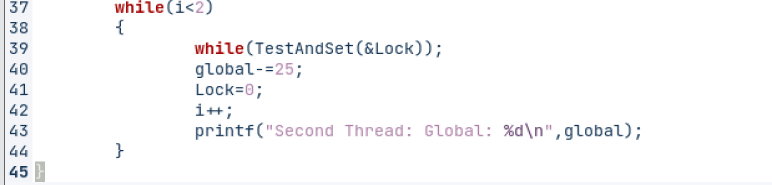 37 while(i<2)
38 {
39 while(TestAndSet(&Lock));
40 global-=25;
41 Lock=0;
42 i++;
43 printf("Second Thread: Global: %d\n",global);
44 }
45 }